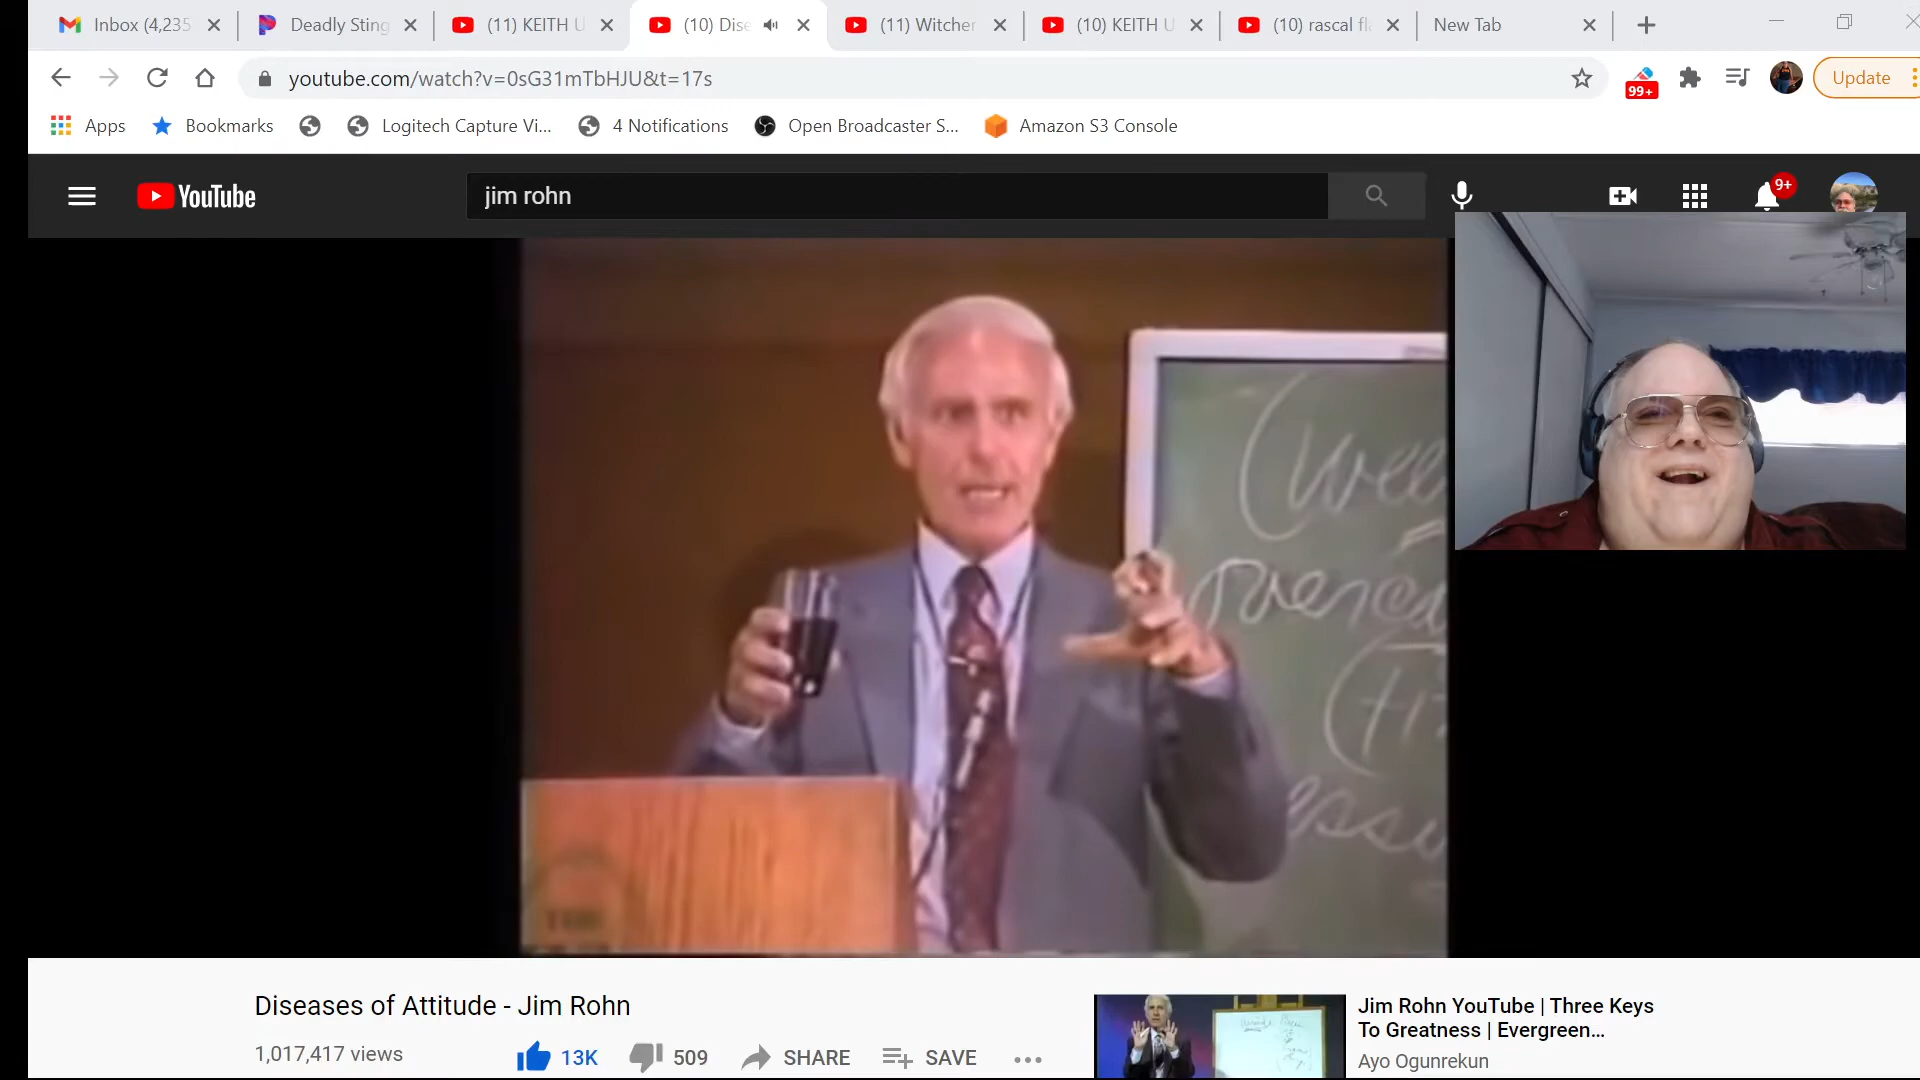 Inbox (4,235
Deadly Sting
(11) KEITH U
(10) Dise
(11) Witcher
(10) KEITH U
(10) rascal fl
New Tab
youtube.com/watch?v=0sG31mTbHJU&t=17s
99+
Update
Apps
Bookmarks
Logitech Capture Vi...
4 Notifications
Open Broadcaster S...
Amazon S3 Console
YouTube
jim rohn
9+
Diseases of Attitude - Jim Rohn
1,017,417 views
13K
509
SHARE
SAVE
Jim Rohn YouTube | Three Keys
To Greatness | Evergreen...
Ayo Ogunrekun